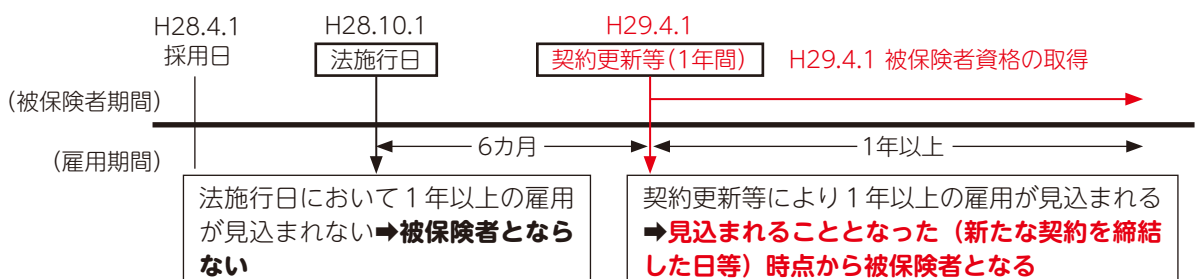 H28.4.1
採用日
H28.10.1
法施行日
H29.4.1
契約更新等(1年間)
H29.4.1 被保険者資格の取得
(被保険者期間)
(雇用期間)
6カ月
1年以上
法施行日において1年以上の雇用
が見込まれない➡被保険者となら
ない
契約更新等により1年以上の雇用が見込まれる
➡見込まれることとなった（新たな契約を締結
した日等）時点から被保険者となる